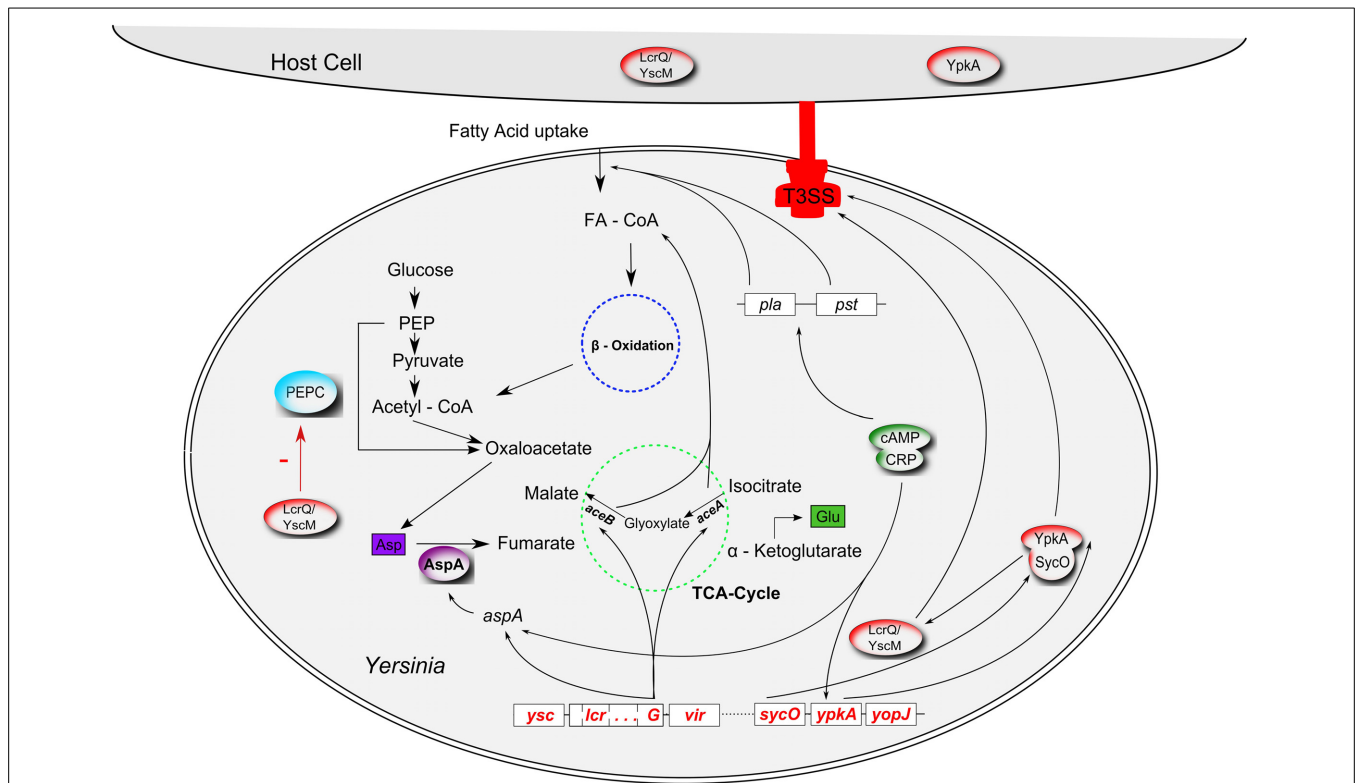 Host Cell
LcrQ/
YscM
YpkA
Fatty Acid uptake
T3SS
FA - CoA
Glucose
pla
pst
PEP
β - Oxidation
Pyruvate
PEPC
Acetyl - CoA
cAMP
CRP
Oxaloacetate
-
Malate
Isocitrate
aceB
Glyoxylate
aceA
LcrQ/
YscM
Glu
Asp
Fumarate
α - Ketoglutarate
YpkA
SycO
AspA
TCA-Cycle
aspA
LcrQ/
YscM
Yersinia
ysc
lcr . . . G
vir
sycO
ypkA
yopJ